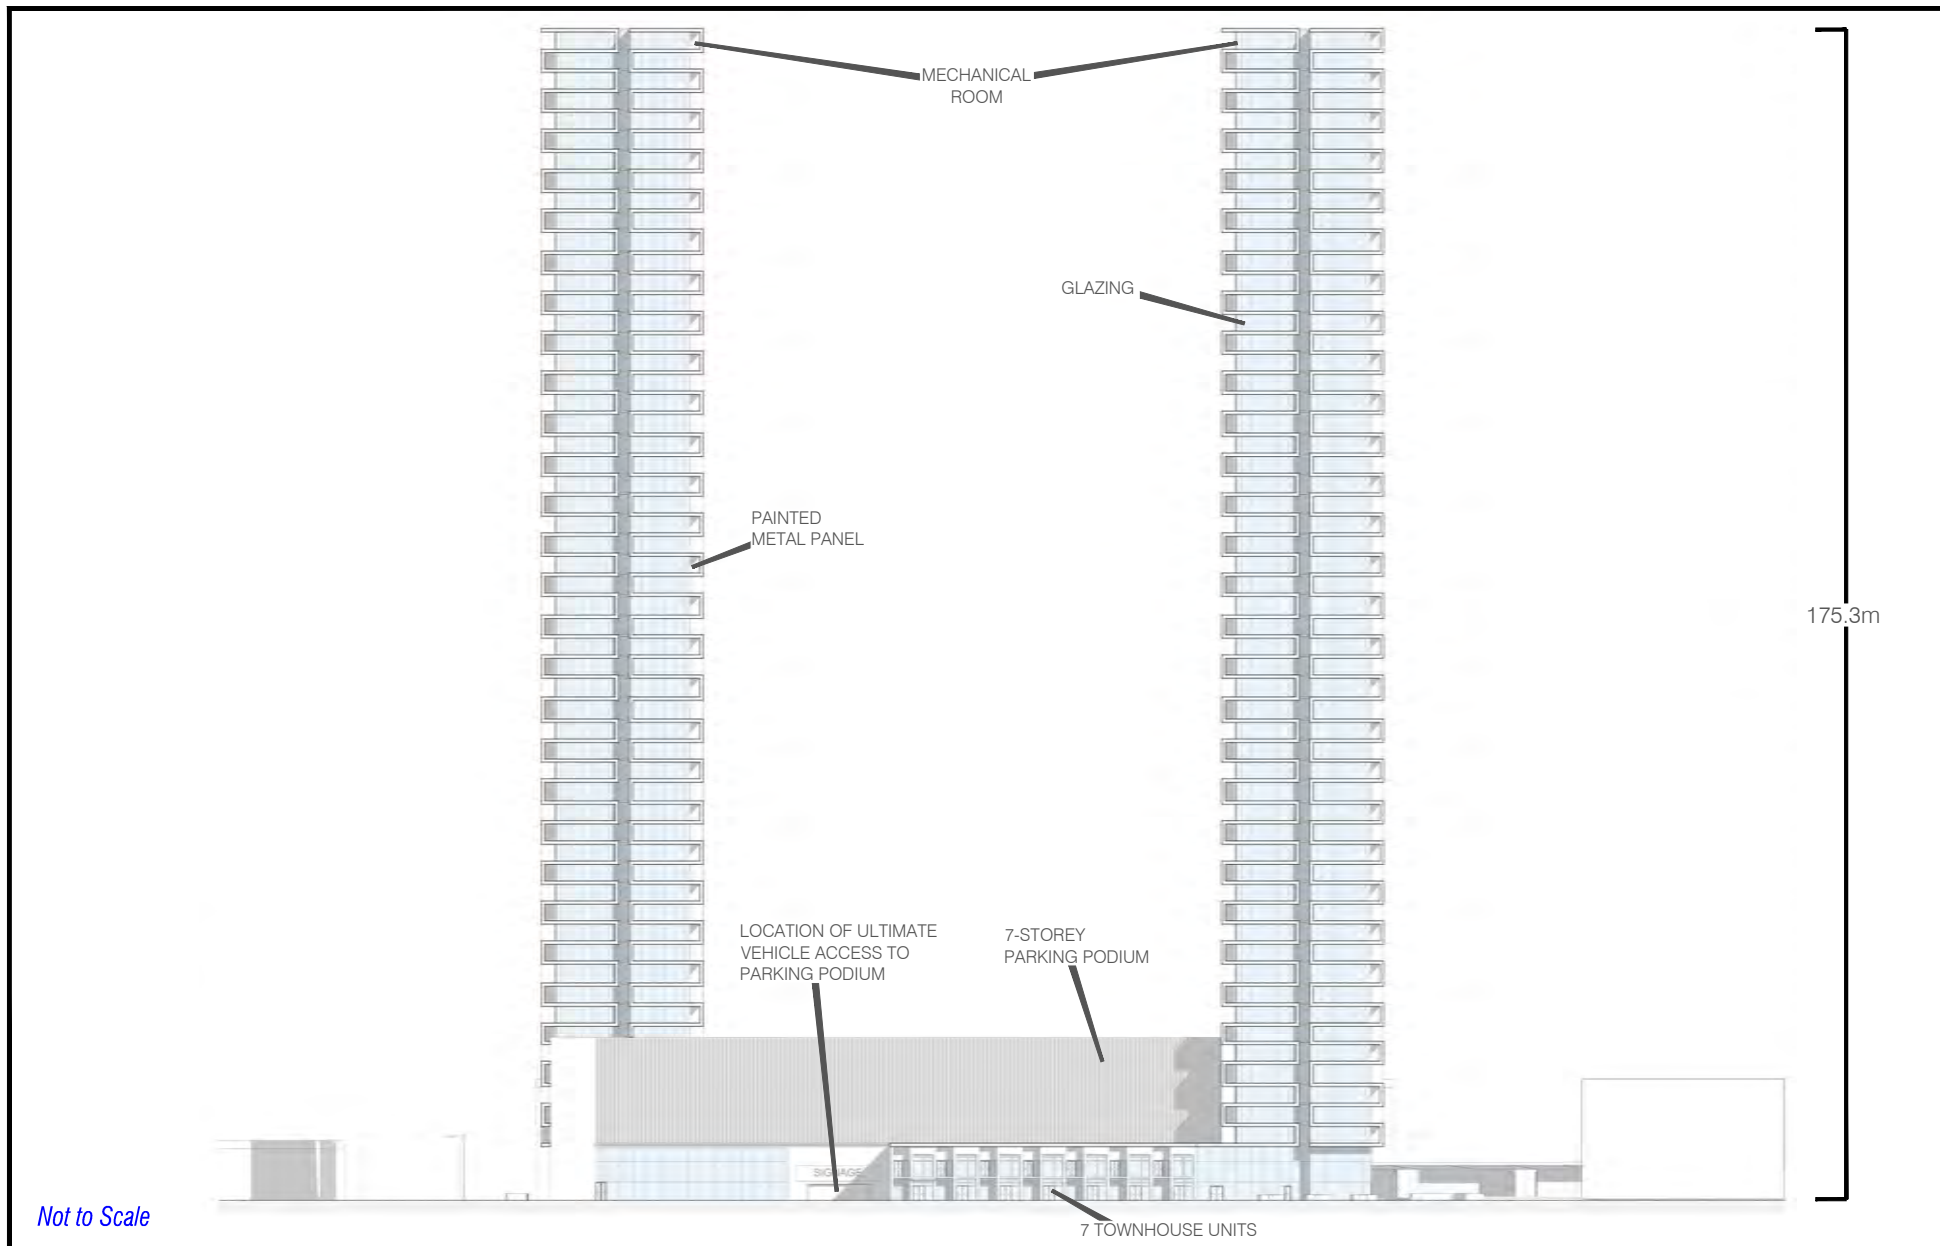 MECHANICAL
ROOM
GLAZING
PAINTED
METAL PANEL
175.3m
LOCATION OF ULTIMATE
VEHICLE ACCESS TO
PARKING PODIUM
7-STOREY
PARKING PODIUM
SIGNAGE
Not to Scale
7 TOWNHOUSE UNITS